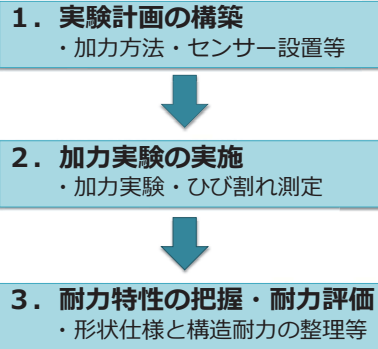 １．実験計画の構築
・加力方法・センサー設置等
２．加力実験の実施
・加力実験・ひび割れ測定
３．耐力特性の把握・耐力評価
・形状仕様と構造耐力の整理等